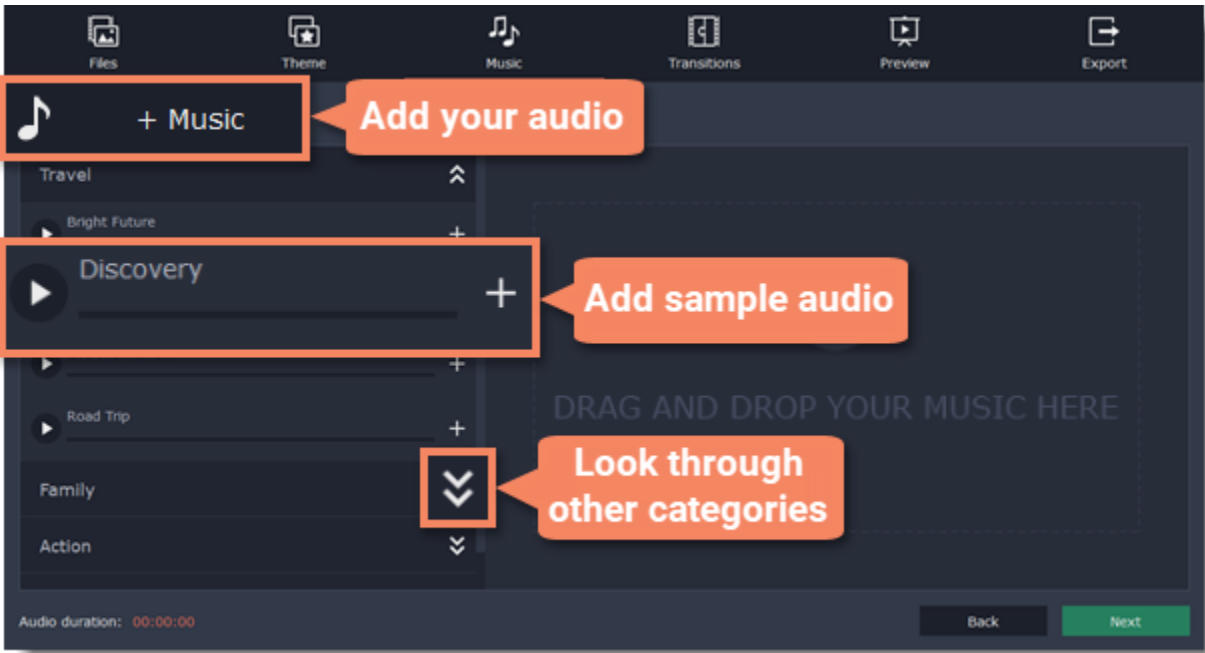 Files
Theme
Music
Transitions
Preview
Export
+ Music
Add your audio
Travel
Bright Future
+
Discovery
+
Add sample audio
+
Road Trip
+
DRAG AND DROP YOUR MUSIC HERE
Look through
other categories
Family
Action
Audio duration: 00:00:00
Back
Next